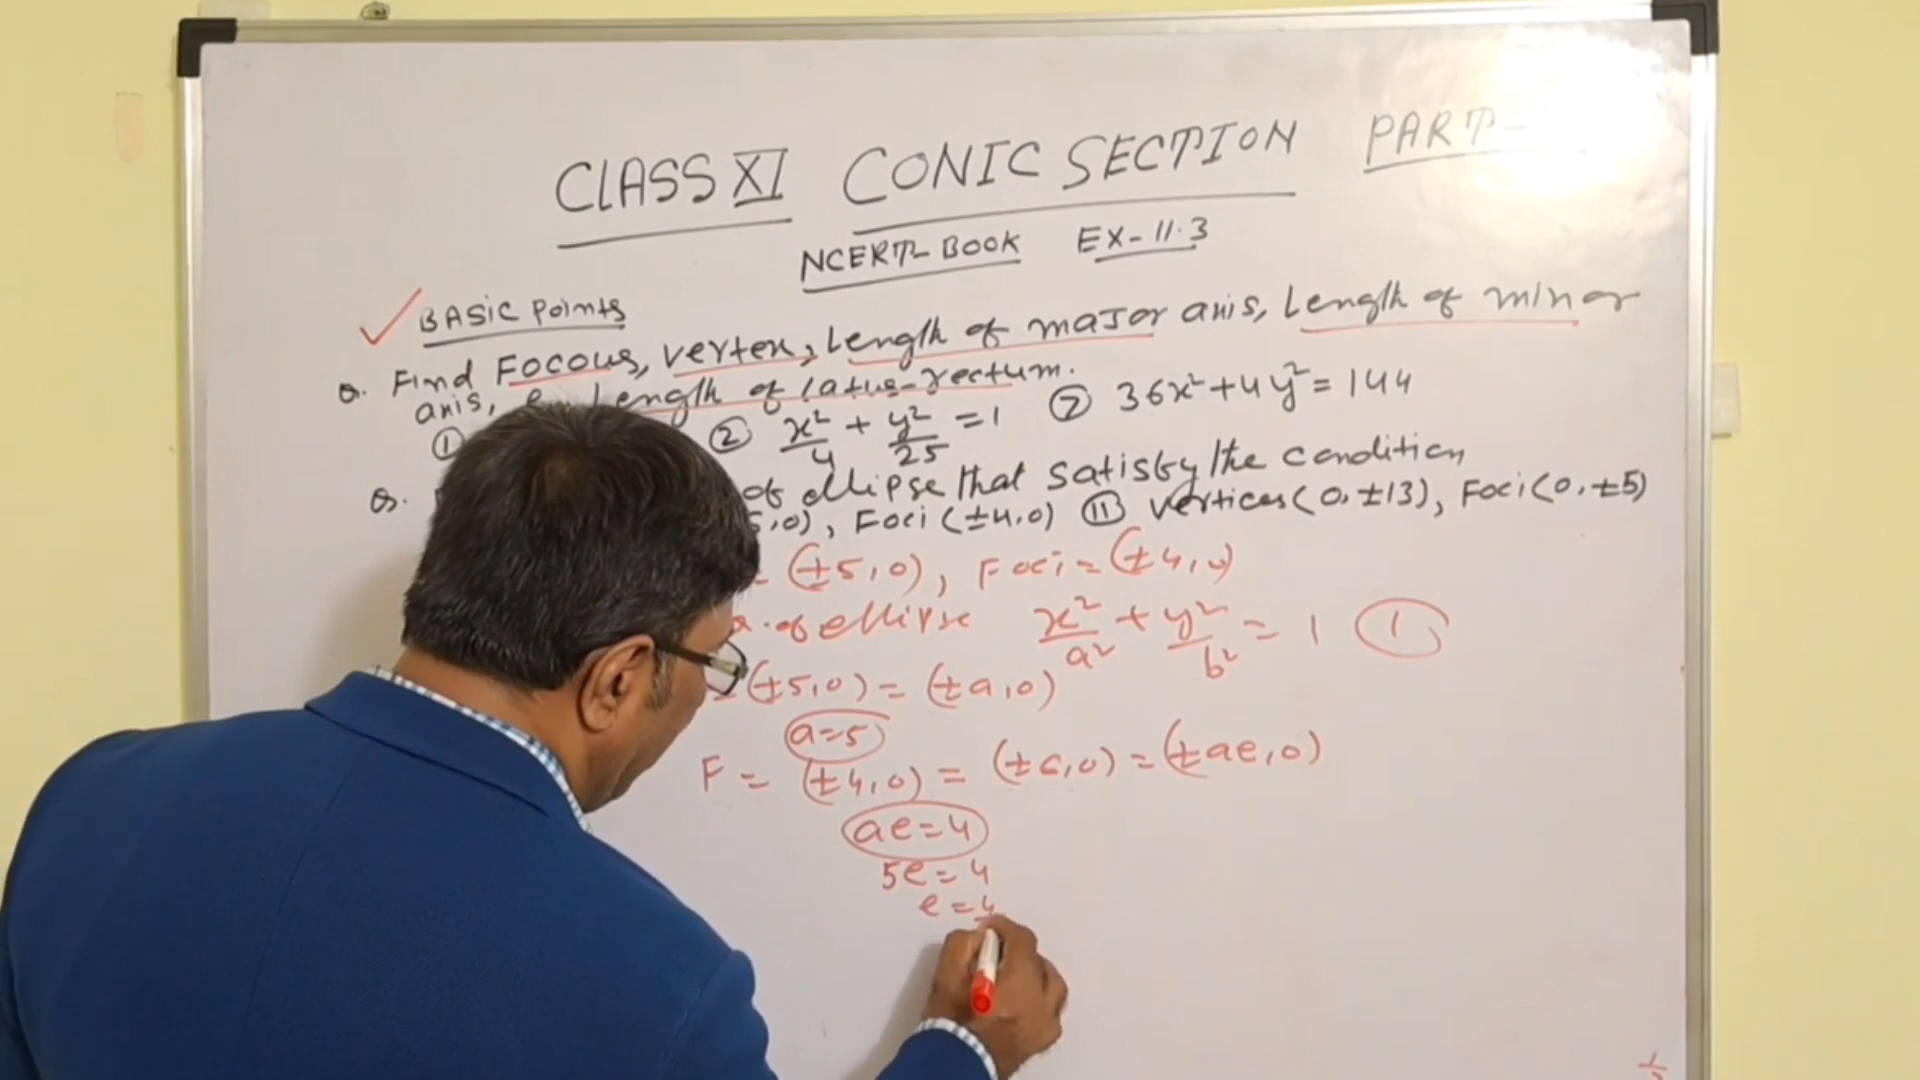 CLASS XI CONIC SECTION PART-
NCERT-BOOK EX-11.3
✓ BASIC Points
Q. Find Focous, vertex, Length of major axis, Length of minor
axis, e, Length of latus-rectum.
① ② x²/4 + y²/25 = 1 ⑦ 36x² + 4y² = 144
Q. of ellipse that satisfy the condition
5,0), Foci (±4,0) ⑪ vertices (0, ±13), Foci (0, ±5)
= (±5,0), Foci = (±4,0)
of ellipse x²/a² + y²/b² = 1 ①
(±5,0) = (±a,0)
a=5
F = (±4,0) = (±c,0) = (±ae,0)
ae=4
5e=4
e=4